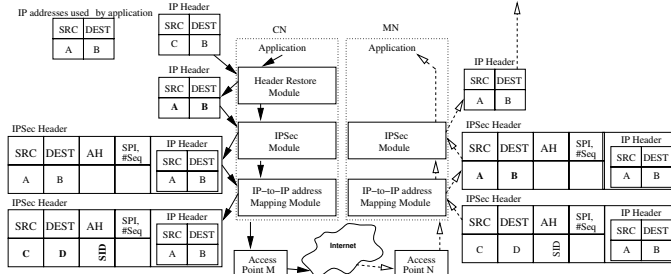 IP addresses used by application
SRC DEST
A B
IP Header
SRC DEST
C B
IP Header
SRC DEST
A B
IPSec Header
SRC DEST AH SPI, #Seq
A B
IP Header
SRC DEST
A B
IPSec Header
SRC DEST AH SPI, #Seq
C D SID
IP Header
SRC DEST
A B
CN
Application
Header Restore
Module
IPSec
Module
IP-to-IP address
Mapping Module
Access
Point M
Internet
MN
Application
IPSec
Module
IP-to-IP address
Mapping Module
Access
Point N
IP Header
SRC DEST
A B
IPSec Header
SRC DEST AH SPI, #Seq
A B
IP Header
SRC DEST
A B
IPSec Header
SRC DEST AH SPI, #Seq
C D SID
IP Header
SRC DEST
A B